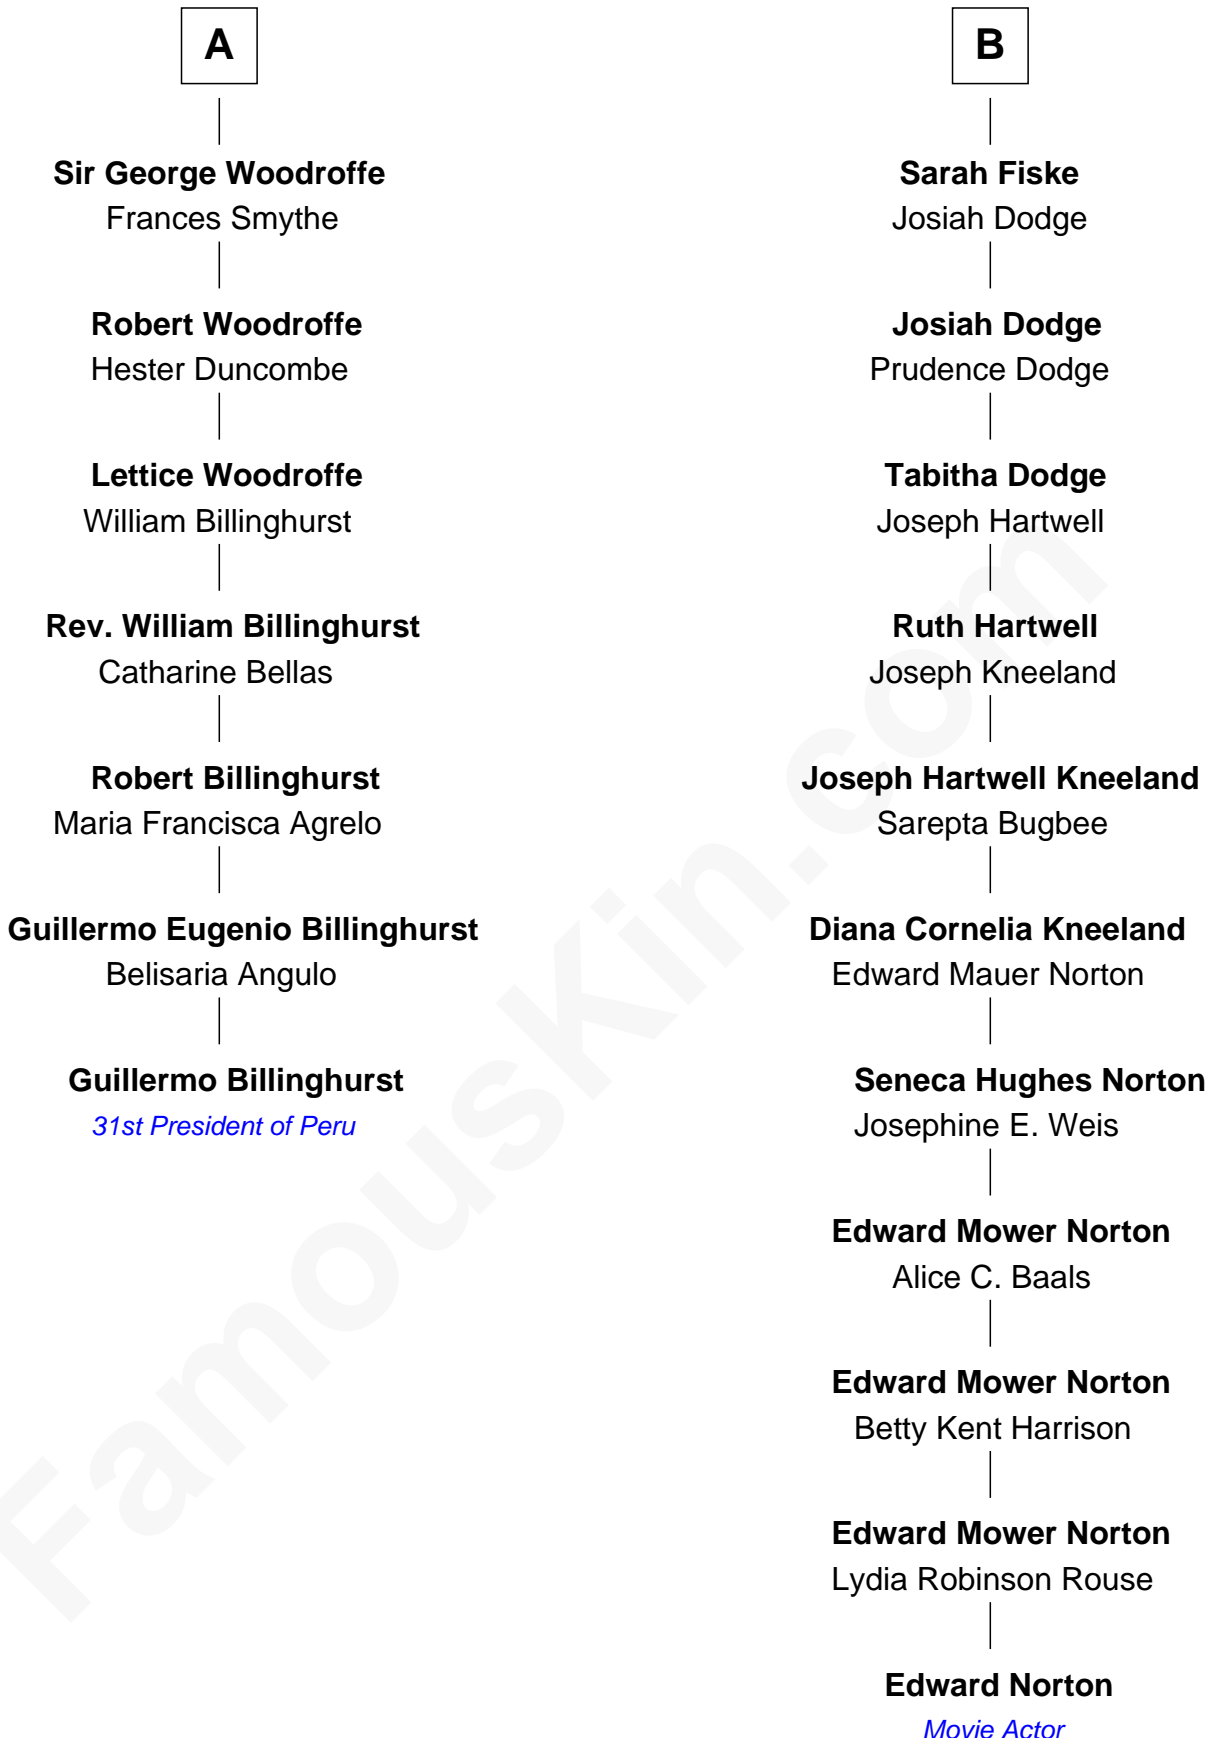 A
Sir George Woodroffe
Frances Smythe
Robert Woodroffe
Hester Duncombe
Lettice Woodroffe
William Billinghurst
Rev. William Billinghurst
Catharine Bellas
Robert Billinghurst
Maria Francisca Agrelo
Guillermo Eugenio Billinghurst
Belisaria Angulo
Guillermo Billinghurst
31st President of Peru
B
Sarah Fiske
Josiah Dodge
Josiah Dodge
Prudence Dodge
Tabitha Dodge
Joseph Hartwell
Ruth Hartwell
Joseph Kneeland
Joseph Hartwell Kneeland
Sarepta Bugbee
Diana Cornelia Kneeland
Edward Mauer Norton
Seneca Hughes Norton
Josephine E. Weis
Edward Mower Norton
Alice C. Baals
Edward Mower Norton
Betty Kent Harrison
Edward Mower Norton
Lydia Robinson Rouse
Edward Norton
Movie Actor
FamousKin.com